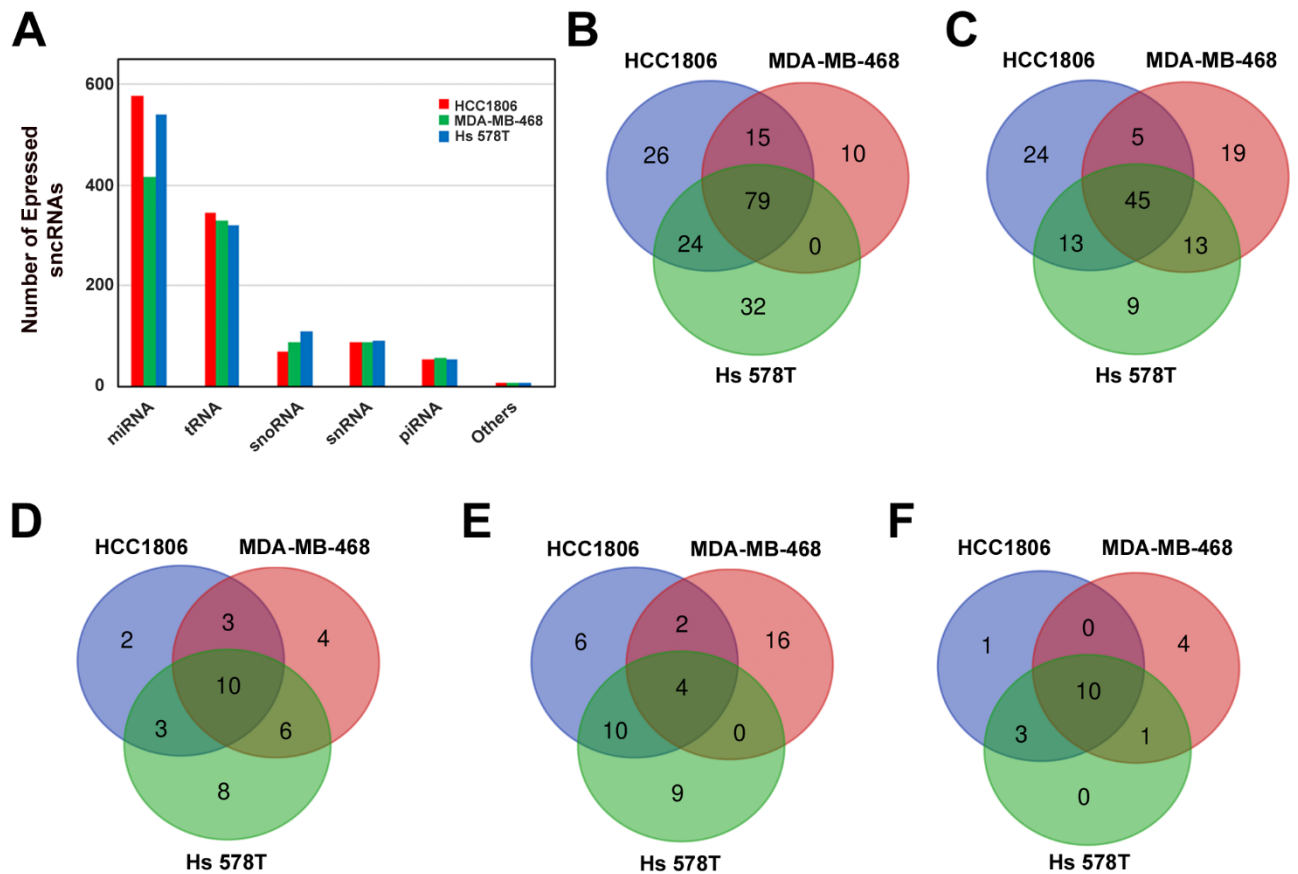 A
Number of Epressed
sncRNAs
600
400
200
0
HCC1806
MDA-MB-468
Hs 578T
miRNA
tRNA
snoRNA
snRNA
piRNA
Others
B
HCC1806
MDA-MB-468
26
15
10
79
24
0
32
Hs 578T
C
HCC1806
MDA-MB-468
24
5
19
45
13
13
9
Hs 578T
D
HCC1806
MDA-MB-468
2
3
4
10
3
6
8
Hs 578T
E
HCC1806
MDA-MB-468
6
2
16
4
10
0
9
Hs 578T
F
HCC1806
MDA-MB-468
1
0
4
10
3
1
0
Hs 578T